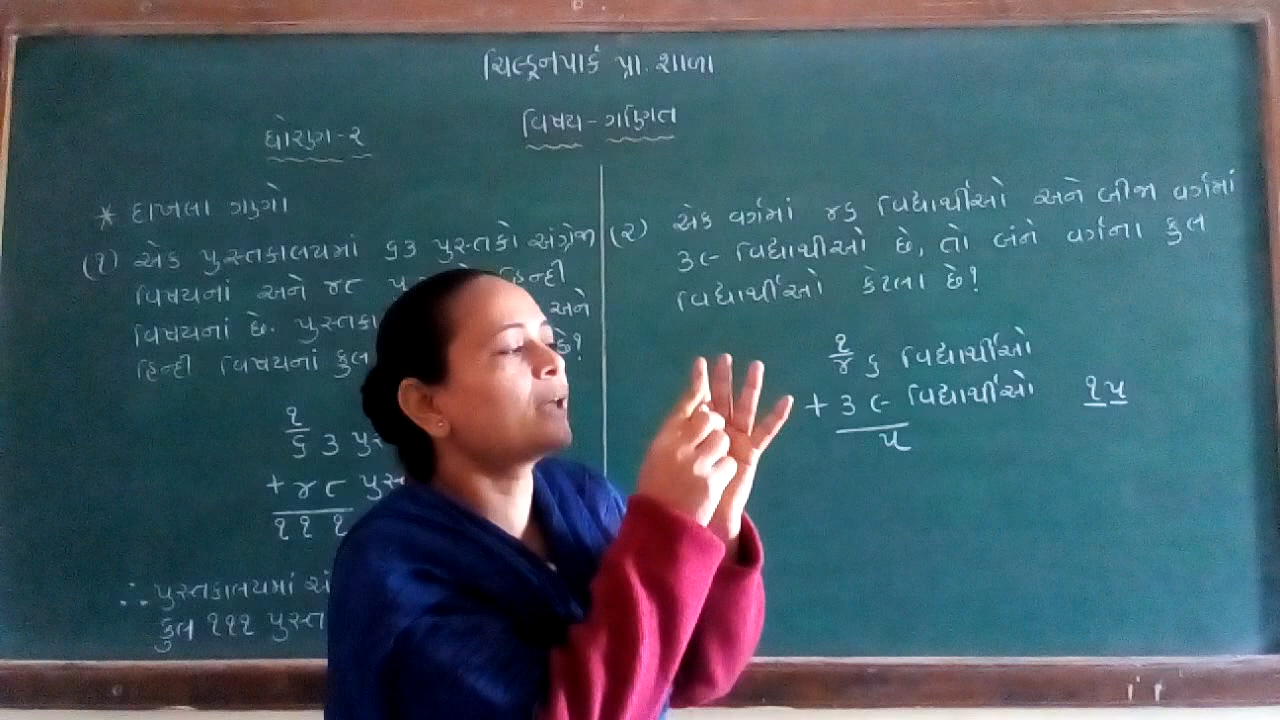 ચિલ્ડ્રનપાર્ક પ્રા. શાળા
ધોરણ-૨
વિષય-ગણિત
* દાખલા ગણો
(૧) એક પુસ્તકાલયમાં ૬૩ પુસ્તકો અંગ્રેજી
વિષયનાં અને ૪૮ હિન્દી
વિષયનાં છે. અને
હિન્દી વિષયનાં કુલ છે?
૧
૬૩
+ ૪૮
૧૧૧
∴ પુસ્તકાલયમાં
કુલ ૧૧૧
(૨) એક વર્ગમાં ૪૬ વિદ્યાર્થીઓ અને બીજા વર્ગમાં
૩૯ વિદ્યાર્થીઓ છે, તો બંને વર્ગના કુલ
વિદ્યાર્થીઓ કેટલા છે?
૧
૪૬ વિદ્યાર્થીઓ
+ ૩૯ વિદ્યાર્થીઓ ૧૫
૫